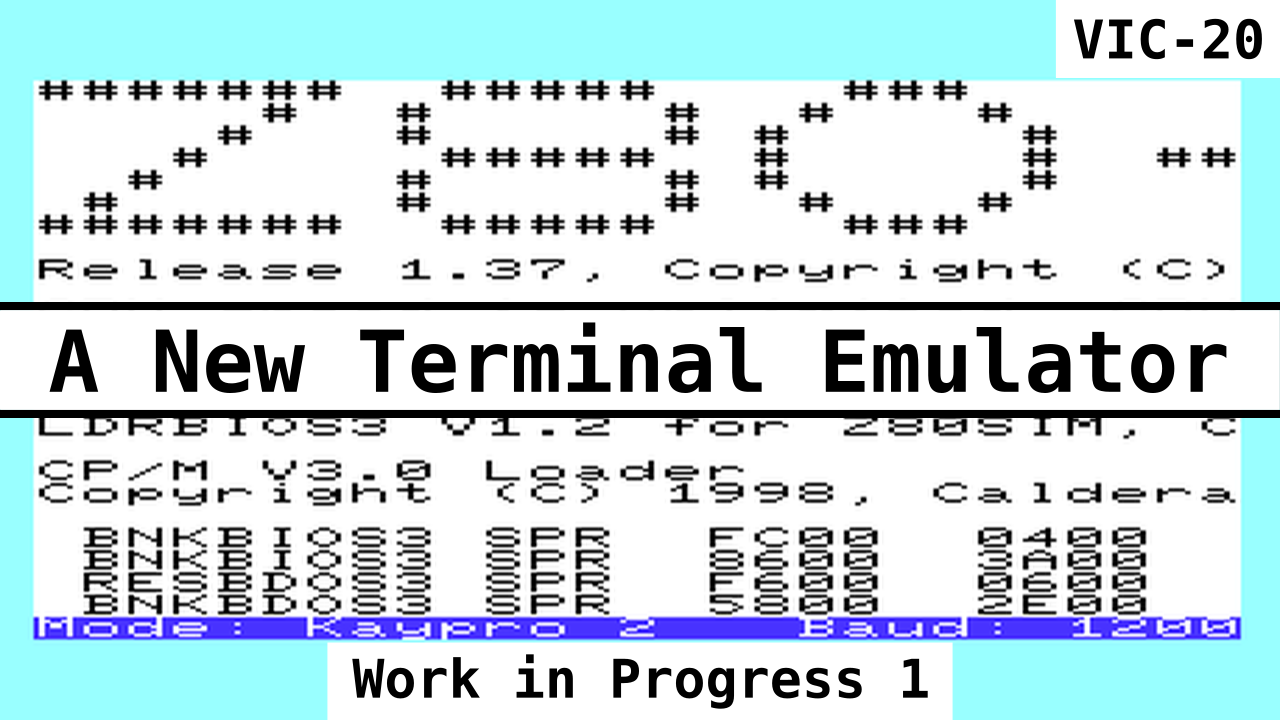 VIC-20
Z80 --
Release 1.37, Copyright (C)
A New Terminal Emulator
LDRBIOS3 V1.2 for Z80SIM, C
CP/M V3.0 Loader
Copyright (C) 1998, Caldera
BNKBIOS3 SPR FC00 0400
BNKBIOS3 SPR 3A00
RESBDOS3 SPR F600 0600
BNKBDOS3 SPR 5800 2E00
Mode: Kaypro 2 Baud: 1200
Work in Progress 1